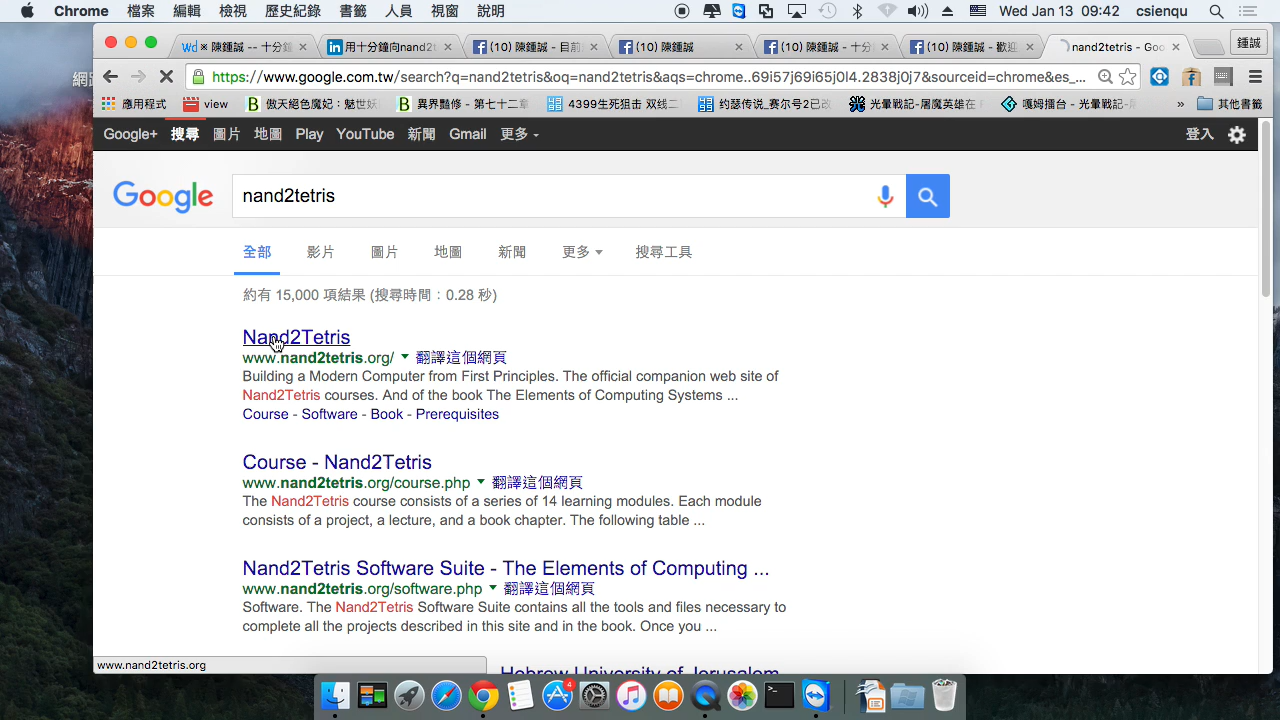 Chrome 檔案 編輯 檢視 歷史紀錄 書籤 人員 視窗 說明 Wed Jan 13 09:42 csienqu
Wd ※ 陳鍾誠 -- 十分鐘 用十分鐘向nand2 (10) 陳鍾誠 - 目前 (10) 陳鍾誠 (10) 陳鍾誠 - 十分 (10) 陳鍾誠 - 歡迎 nand2tetris - Goo 鍾誠
https://www.google.com.tw/search?q=nand2tetris&oq=nand2tetris&aqs=chrome..69i57j69i65j0l4.2838j0j7&sourceid=chrome&es_...
應用程式 view 傲天絕色魔妃：魅世妖 異界醫修 - 第七十二章 4399生死狙击 双线二 约瑟传说_赛尔号2已改 光暈戰記-屠魔英雄在 嘎姆擂台 - 光暈戰記- » 其他書籤
Google+ 搜尋 圖片 地圖 Play YouTube 新聞 Gmail 更多 登入
Google nand2tetris
全部 影片 圖片 地圖 新聞 更多 搜尋工具
約有 15,000 項結果 (搜尋時間：0.28 秒)
Nand2Tetris
www.nand2tetris.org/ 翻譯這個網頁
Building a Modern Computer from First Principles. The official companion web site of
Nand2Tetris courses. And of the book The Elements of Computing Systems ...
Course - Software - Book - Prerequisites
Course - Nand2Tetris
www.nand2tetris.org/course.php 翻譯這個網頁
The Nand2Tetris course consists of a series of 14 learning modules. Each module
consists of a project, a lecture, and a book chapter. The following table ...
Nand2Tetris Software Suite - The Elements of Computing ...
www.nand2tetris.org/software.php 翻譯這個網頁
Software. The Nand2Tetris Software Suite contains all the tools and files necessary to
complete all the projects described in this site and in the book. Once you ...
Hebrew University of Jerusalem
www.nand2tetris.org
4